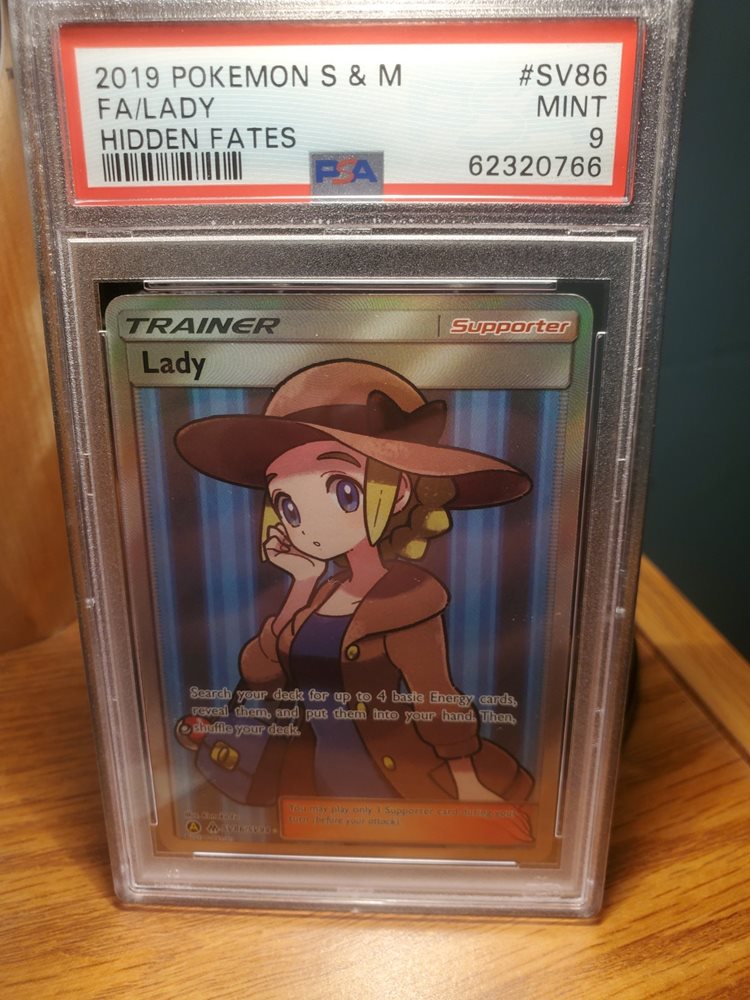 2019 POKEMON S & M #SV86
FA/LADY MINT
HIDDEN FATES 9
PSA 62320766
TRAINER Supporter
Lady
Search your deck for up to 4 basic Energy cards,
reveal them, and put them into your hand. Then,
shuffle your deck.
You may play only 1 Supporter card during your
turn (before your attack).
SV86/SV94